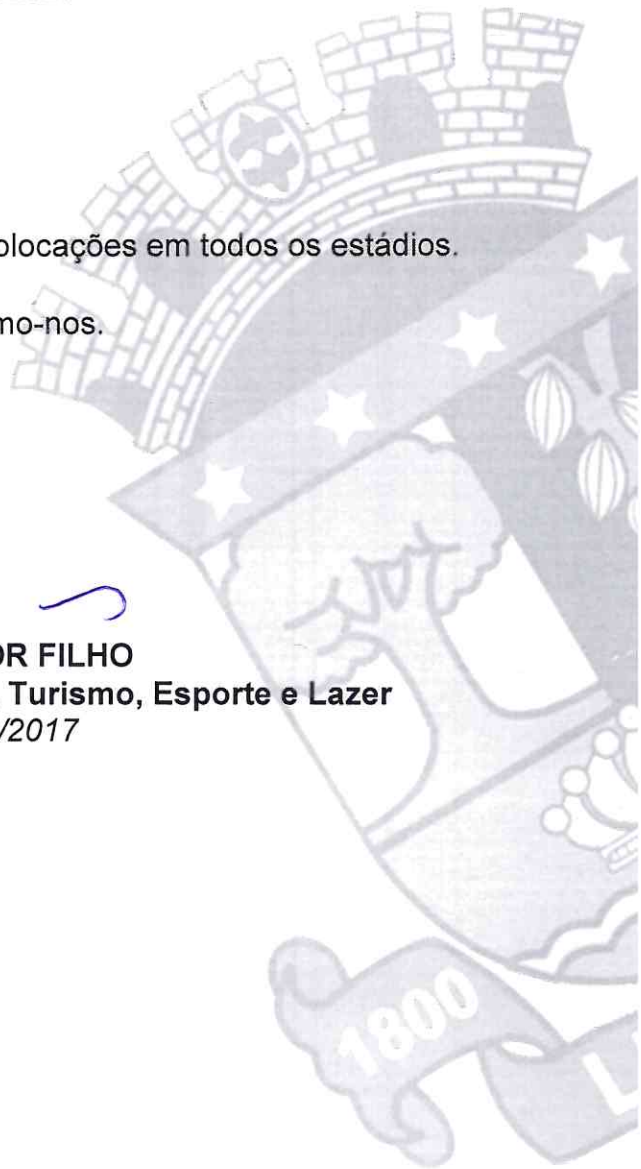 olocações em todos os estádios.
mo-nos.
OR FILHO
Turismo, Esporte e Lazer
/2017
1800
L